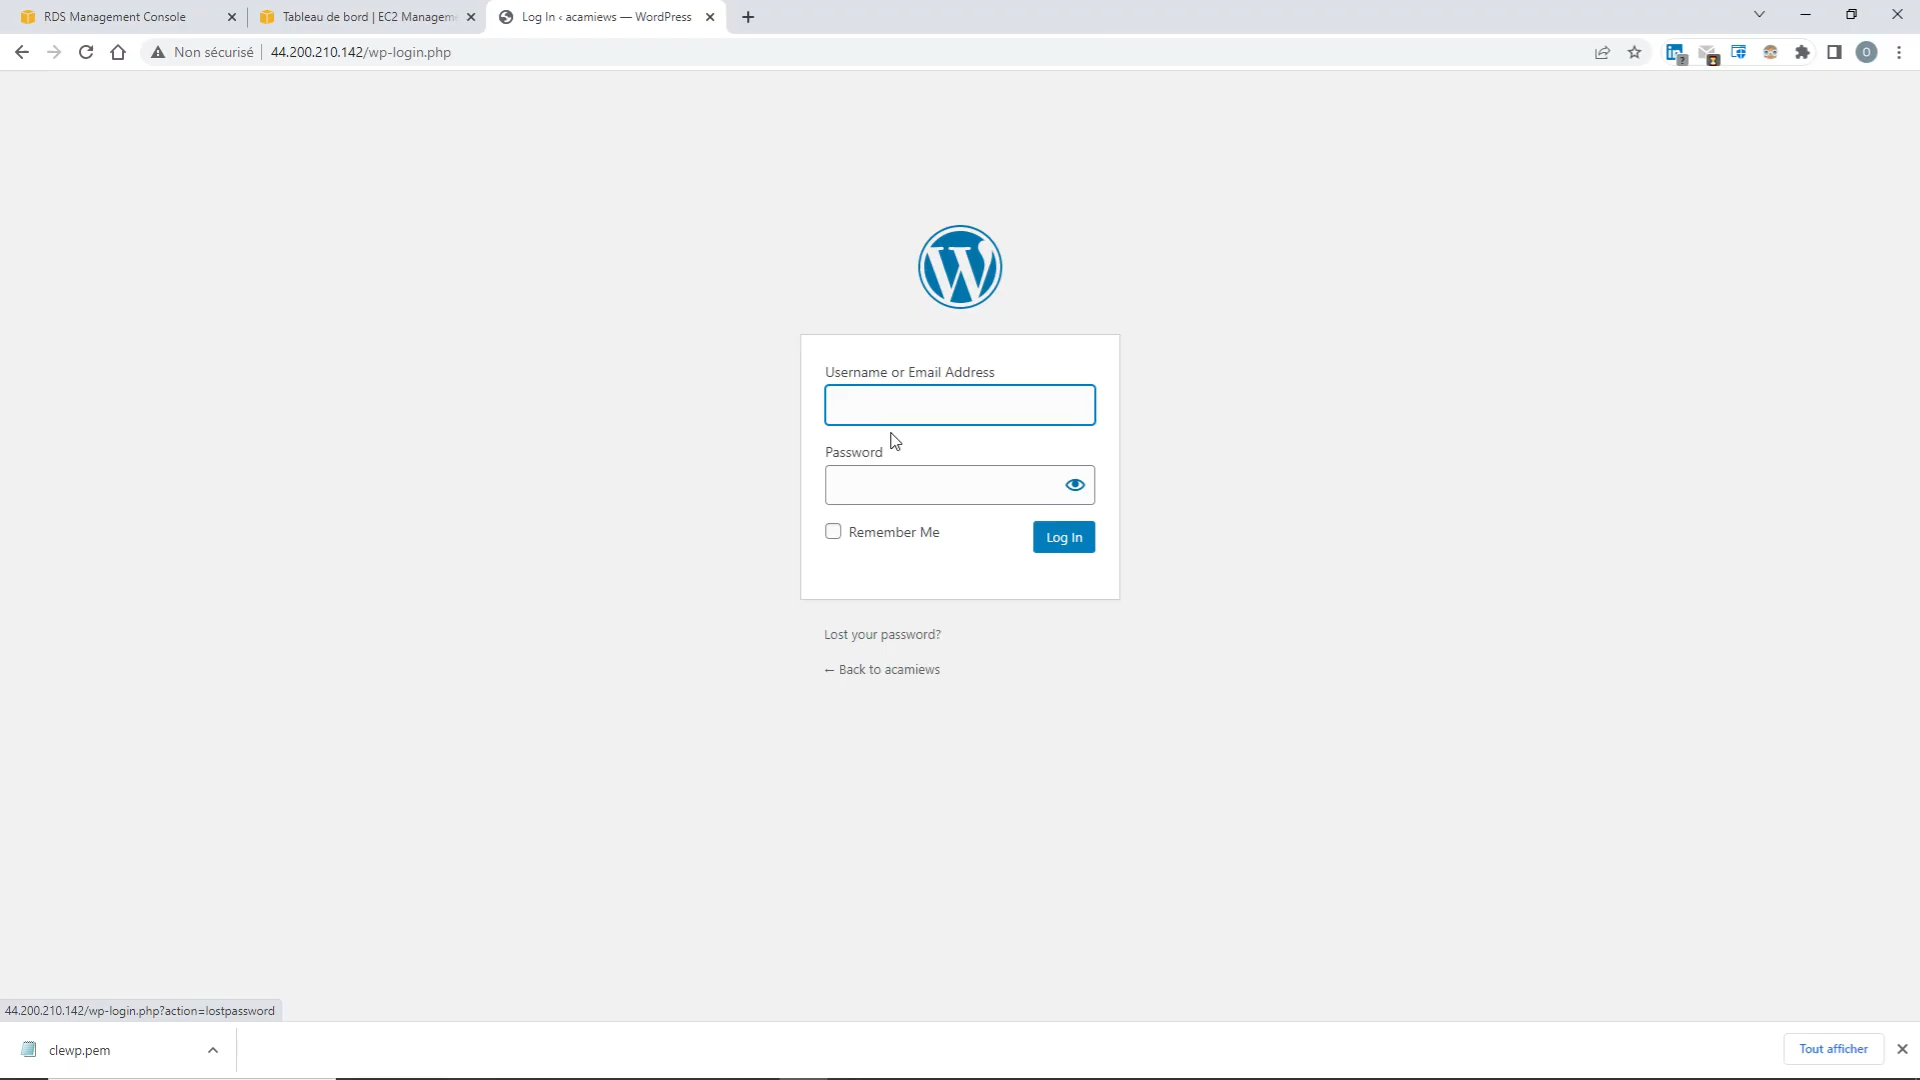 RDS Management Console
Tableau de bord | EC2 Managem
Log In ‹ acamiews — WordPress
Non sécurisé
44.200.210.142/wp-login.php
in
?
O
W
Username or Email Address
Password
Remember Me
Log In
Lost your password?
← Back to acamiews
44.200.210.142/wp-login.php?action=lostpassword
clewp.pem
Tout afficher